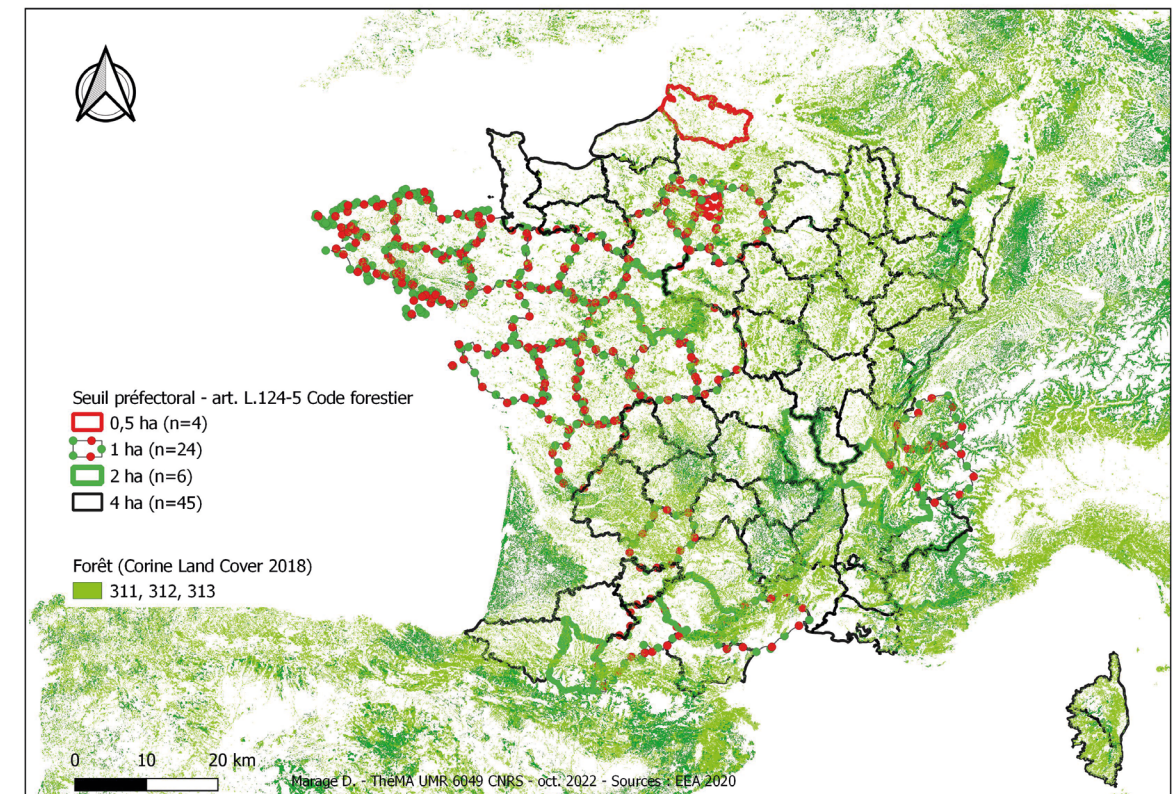 Seuil préfectoral - art. L.124-5 Code forestier
0,5 ha (n=4)
1 ha (n=24)
2 ha (n=6)
4 ha (n=45)
Forêt (Corine Land Cover 2018)
311, 312, 313
0 10 20 km
Marage D. - ThéMA UMR 6049 CNRS - oct. 2022 - Sources : EEA 2020